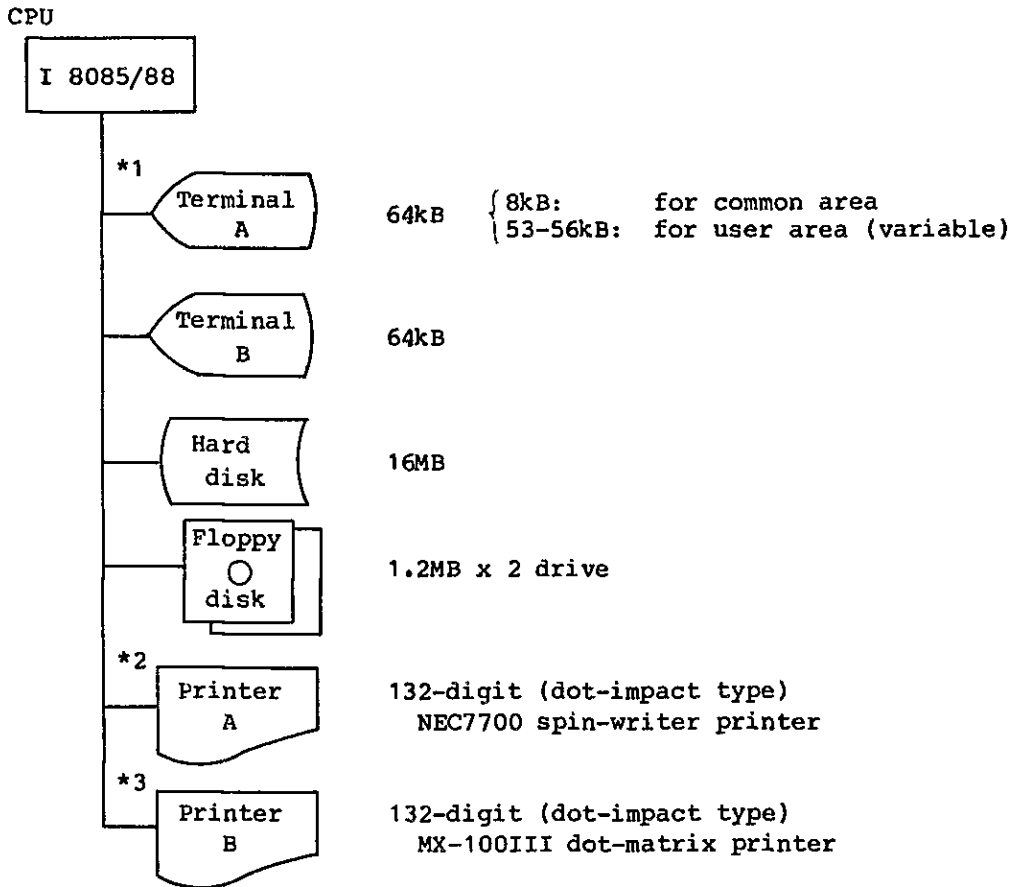 CPU
I 8085/88
*1
Terminal
A
64kB
8kB: for common area
53-56kB: for user area (variable)
Terminal
B
64kB
Hard
disk
16MB
Floppy
disk
1.2MB x 2 drive
*2
Printer
A
132-digit (dot-impact type)
NEC7700 spin-writer printer
*3
Printer
B
132-digit (dot-impact type)
MX-100III dot-matrix printer